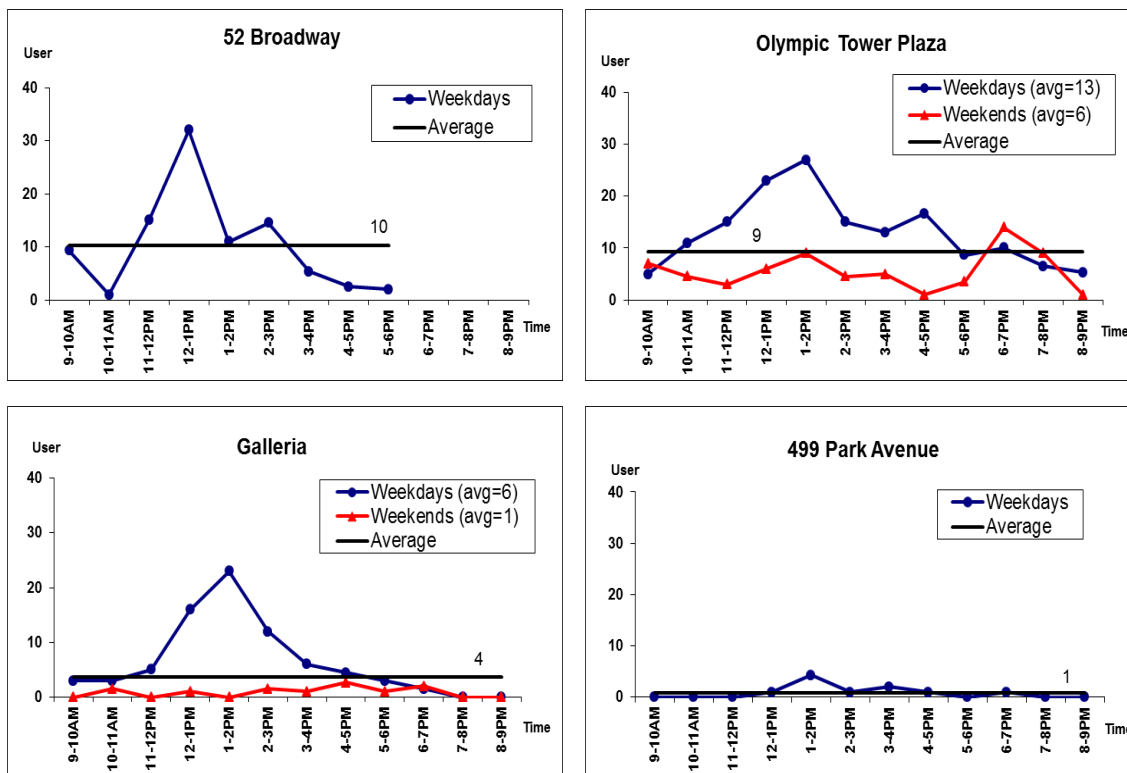 52 Broadway
User
40
30
20
10
0
Weekdays
Average
10
9-10AM
10-11AM
11-12PM
12-1PM
1-2PM
2-3PM
3-4PM
4-5PM
5-6PM
6-7PM
7-8PM
8-9PM
Time
Olympic Tower Plaza
User
40
30
20
10
0
Weekdays (avg=13)
Weekends (avg=6)
Average
9
9-10AM
10-11AM
11-12PM
12-1PM
1-2PM
2-3PM
3-4PM
4-5PM
5-6PM
6-7PM
7-8PM
8-9PM
Time
Galleria
User
40
30
20
10
0
Weekdays (avg=6)
Weekends (avg=1)
Average
4
9-10AM
10-11AM
11-12PM
12-1PM
1-2PM
2-3PM
3-4PM
4-5PM
5-6PM
6-7PM
7-8PM
8-9PM
Time
499 Park Avenue
User
40
30
20
10
0
Weekdays
Average
1
9-10AM
10-11AM
11-12PM
12-1PM
1-2PM
2-3PM
3-4PM
4-5PM
5-6PM
6-7PM
7-8PM
8-9PM
Time